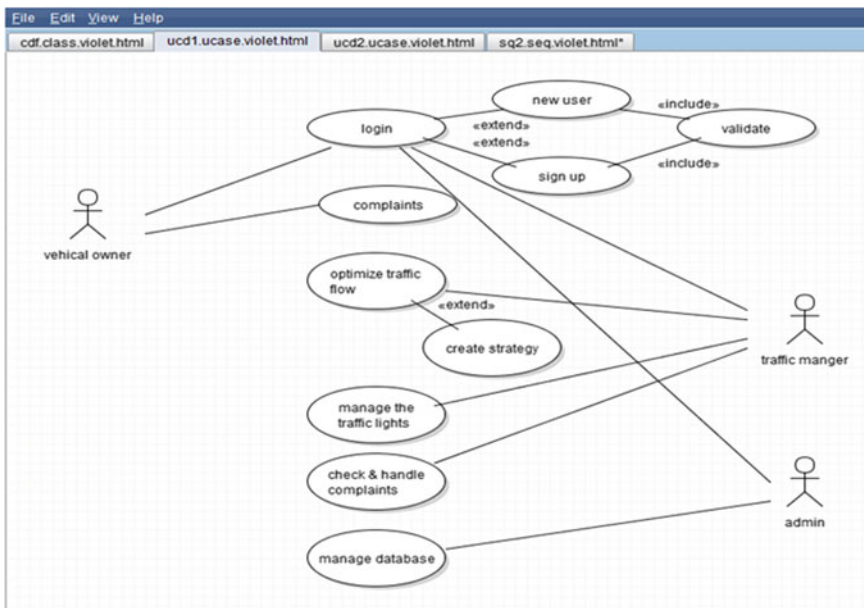 File Edit View Help
cdf.class.violet.html ucd1.ucase.violet.html ucd2.ucase.violet.html sq2.seq.violet.html*
new user
«include»
login
«extend»
validate
«extend»
«include»
sign up
complaints
vehical owner
optimize traffic
flow
«extend»
create strategy
traffic manger
manage the
traffic lights
check & handle
complaints
admin
manage database